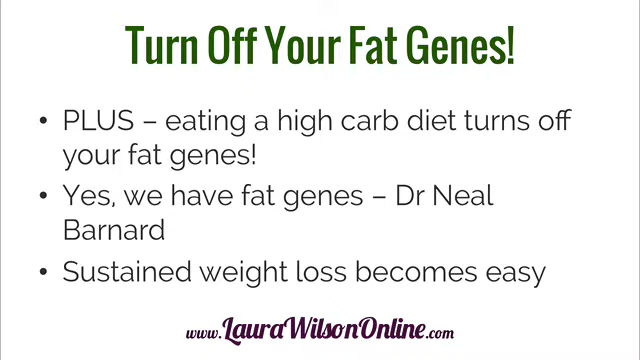 Turn Off Your Fat Genes!
• PLUS – eating a high carb diet turns off
your fat genes!
• Yes, we have fat genes – Dr Neal
Barnard
• Sustained weight loss becomes easy
www.LauraWilsonOnline.com